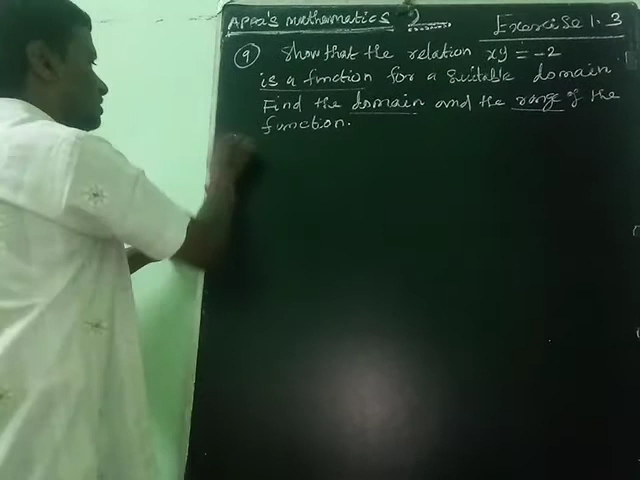 APPA'S mathematics
Exercise 1.3
9 Show that the relation xy = -2
is a function for a suitable domain.
Find the domain and the range of the
function.